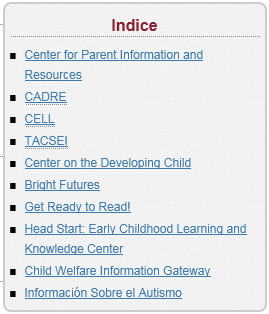 Indice
Center for Parent Information and
Resources
CADRE
CELL
TACSEI
Center on the Developing Child
Bright Futures
Get Ready to Read!
Head Start: Early Childhood Learning and
Knowledge Center
Child Welfare Information Gateway
Información Sobre el Autismo